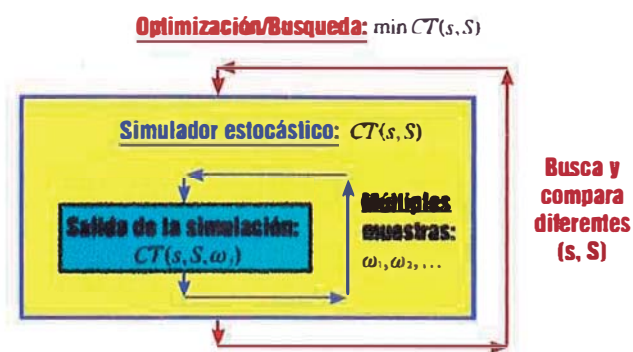 Optimización/Busqueda: min CT(s,S)
Simulador estocástico: CT(s,S)
Salida de la simulación:
CT(s,S,ωᵢ)
Múltiples
muestras:
ω₁,ω₂,...
Busca y
compara
diferentes
(s, S)